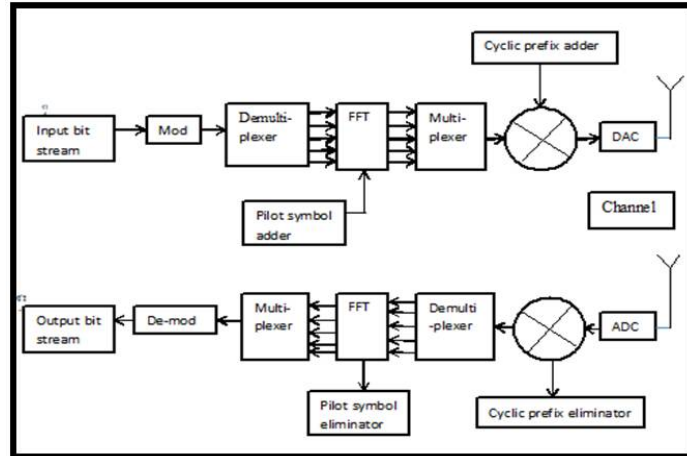 Cyclic prefix adder
Input bit
stream
Mod
Demulti-
plexer
FFT
Multi-
plexer
DAC
Pilot symbol
adder
Channel
Output bit
stream
De-mod
Multi-
plexer
FFT
Demulti
-plexer
ADC
Pilot symbol
eliminator
Cyclic prefix eliminator